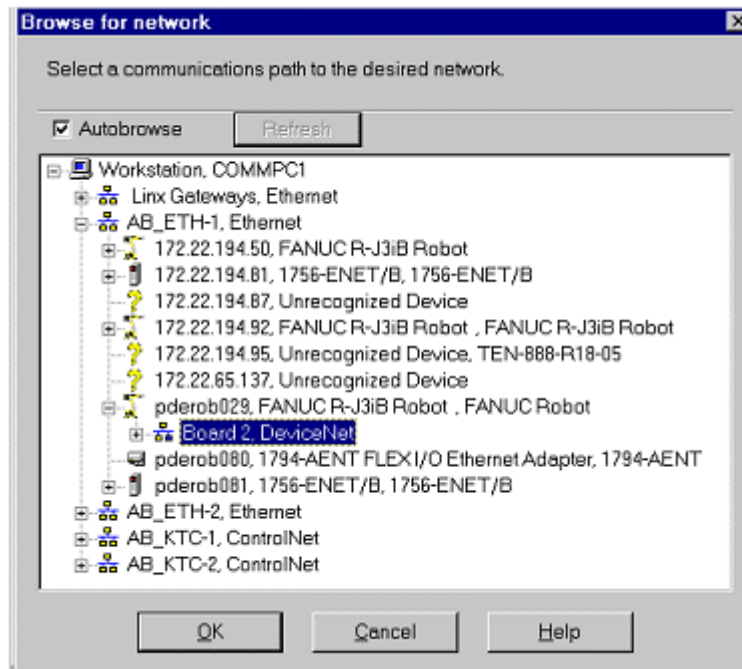 Browse for network
Select a communications path to the desired network.
Autobrowse Refresh
Workstation, COMMPC1
Linx Gateways, Ethernet
AB_ETH-1, Ethernet
172.22.194.50, FANUC R-J3iB Robot
172.22.194.81, 1756-ENET/B, 1756-ENET/B
172.22.194.87, Unrecognized Device
172.22.194.92, FANUC R-J3iB Robot , FANUC R-J3iB Robot
172.22.194.95, Unrecognized Device, TEN-888-R18-05
172.22.65.137, Unrecognized Device
pderob029, FANUC R-J3iB Robot , FANUC Robot
Board 2, DeviceNet
pderob080, 1794-AENT FLEX I/O Ethernet Adapter, 1794-AENT
pderob081, 1756-ENET/B, 1756-ENET/B
AB_ETH-2, Ethernet
AB_KTC-1, ControlNet
AB_KTC-2, ControlNet
OK Cancel Help